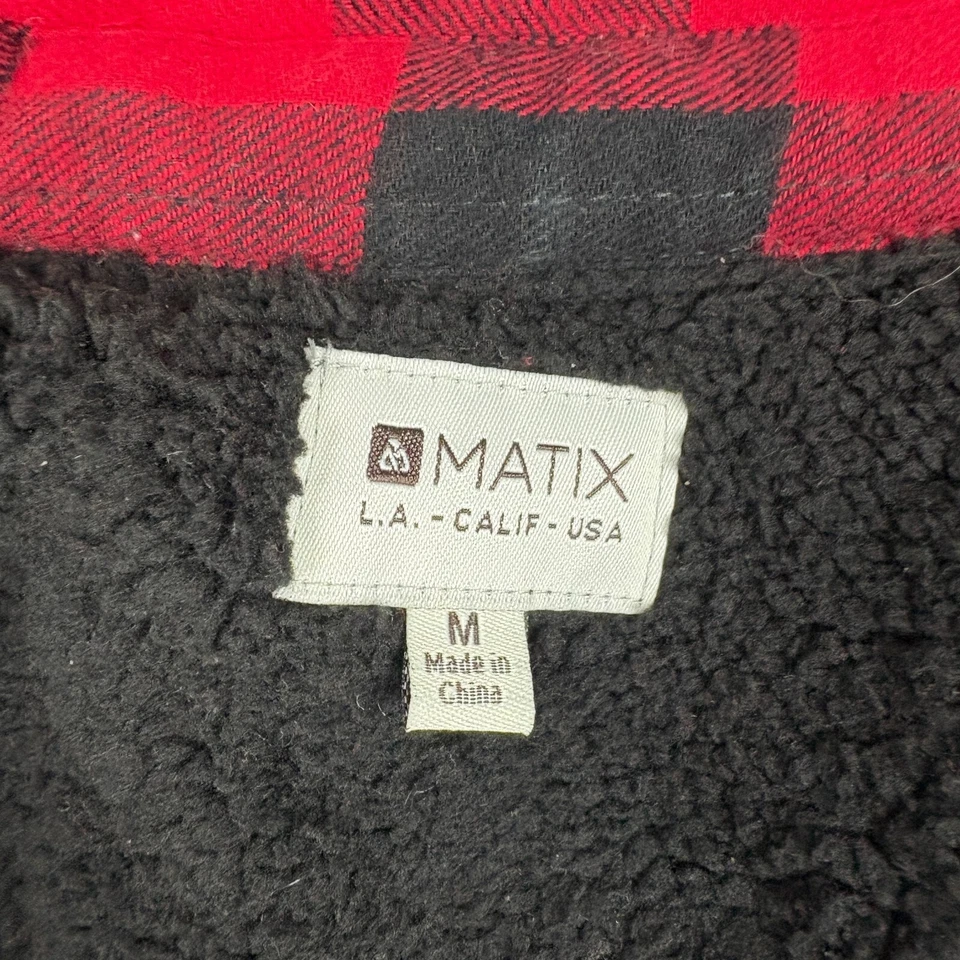 MATIX
L.A. - CALIF - USA
M
Made in
China